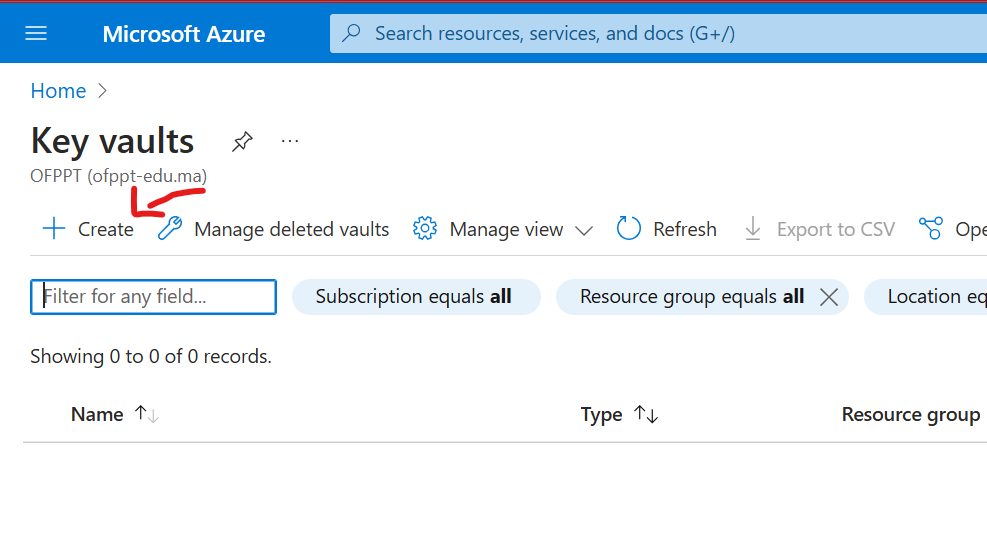 Microsoft Azure
Search resources, services, and docs (G+/)
Home
Key vaults
OFPPT (ofppt-edu.ma)
Create Manage deleted vaults Manage view Refresh Export to CSV Ope
Filter for any field... Subscription equals all Resource group equals all Location eq
Showing 0 to 0 of 0 records.
Name Type Resource group